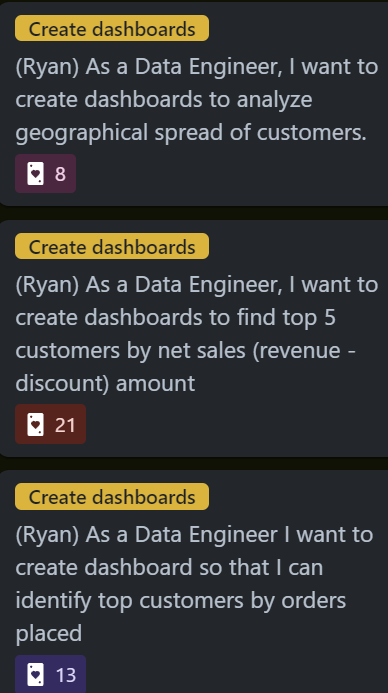 Create dashboards
(Ryan) As a Data Engineer, I want to
create dashboards to analyze
geographical spread of customers.
8
Create dashboards
(Ryan) As a Data Engineer, I want to
create dashboards to find top 5
customers by net sales (revenue -
discount) amount
21
Create dashboards
(Ryan) As a Data Engineer I want to
create dashboard so that I can
identify top customers by orders
placed
13